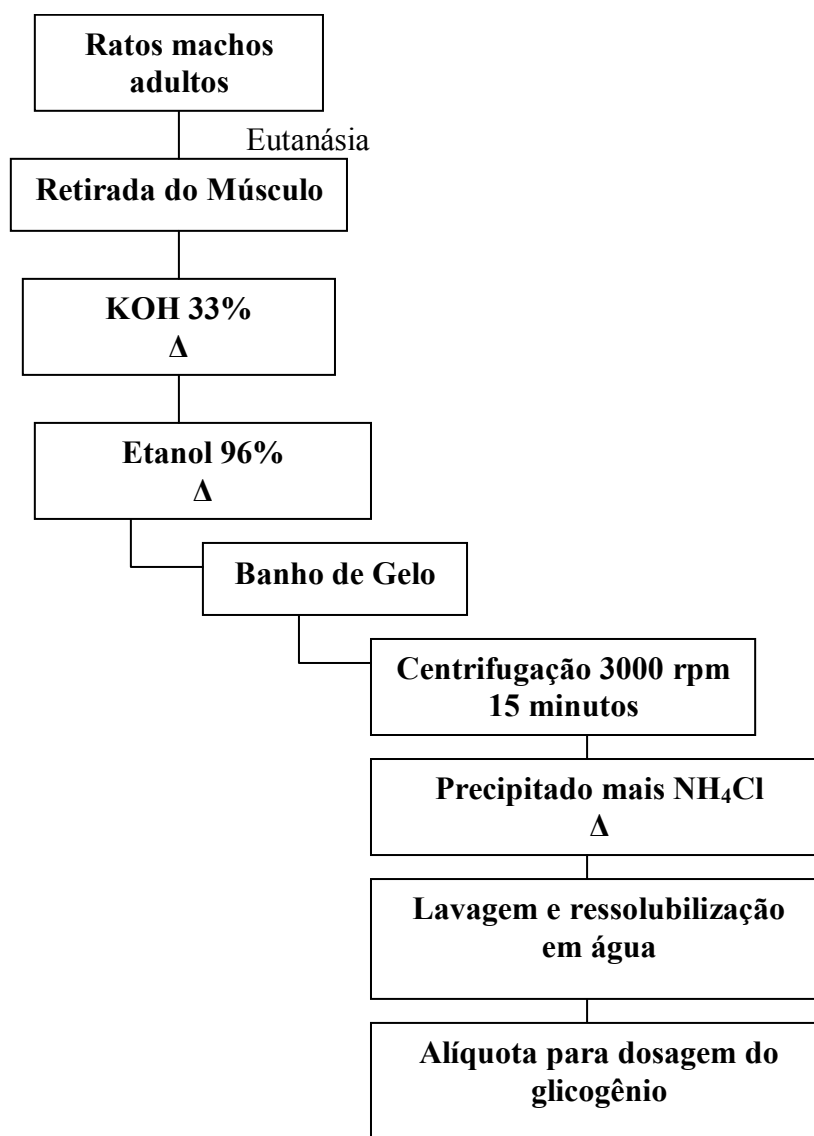 Ratos machos
adultos
Eutanásia
Retirada do Músculo
KOH 33%
Δ
Etanol 96%
Δ
Banho de Gelo
Centrifugação 3000 rpm
15 minutos
Precipitado mais NH₄Cl
Δ
Lavagem e ressolubilização
em água
Alíquota para dosagem do
glicogênio